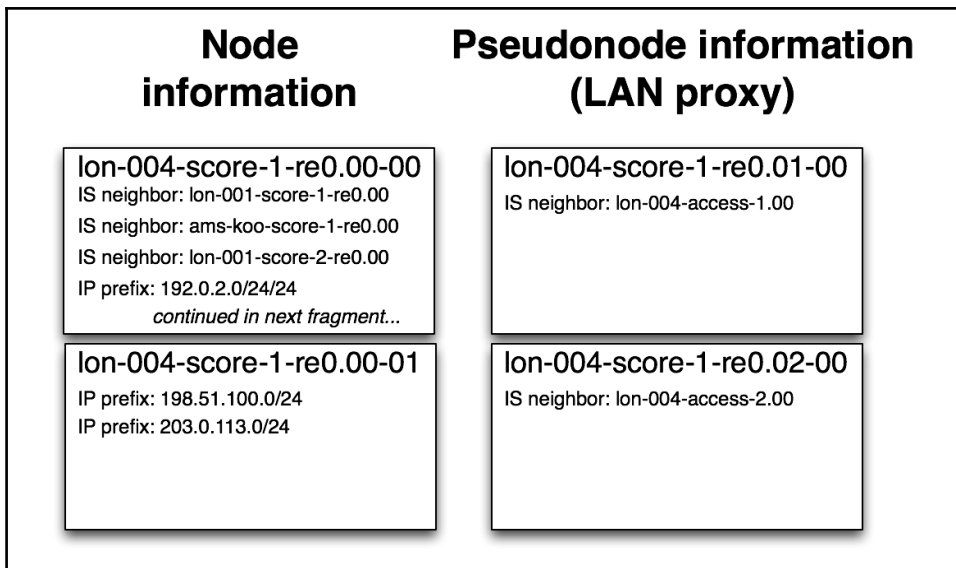 Node
information
Pseudonode information
(LAN proxy)
lon-004-score-1-re0.00-00
IS neighbor: lon-001-score-1-re0.00
IS neighbor: ams-koo-score-1-re0.00
IS neighbor: lon-001-score-2-re0.00
IP prefix: 192.0.2.0/24/24
continued in next fragment...
lon-004-score-1-re0.00-01
IP prefix: 198.51.100.0/24
IP prefix: 203.0.113.0/24
lon-004-score-1-re0.01-00
IS neighbor: lon-004-access-1.00
lon-004-score-1-re0.02-00
IS neighbor: lon-004-access-2.00